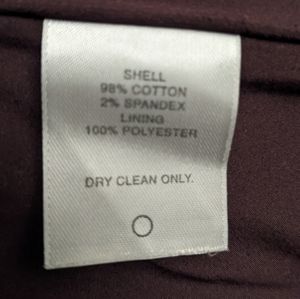 SHELL
98% COTTON
2% SPANDEX
LINING
100% POLYESTER
DRY CLEAN ONLY.